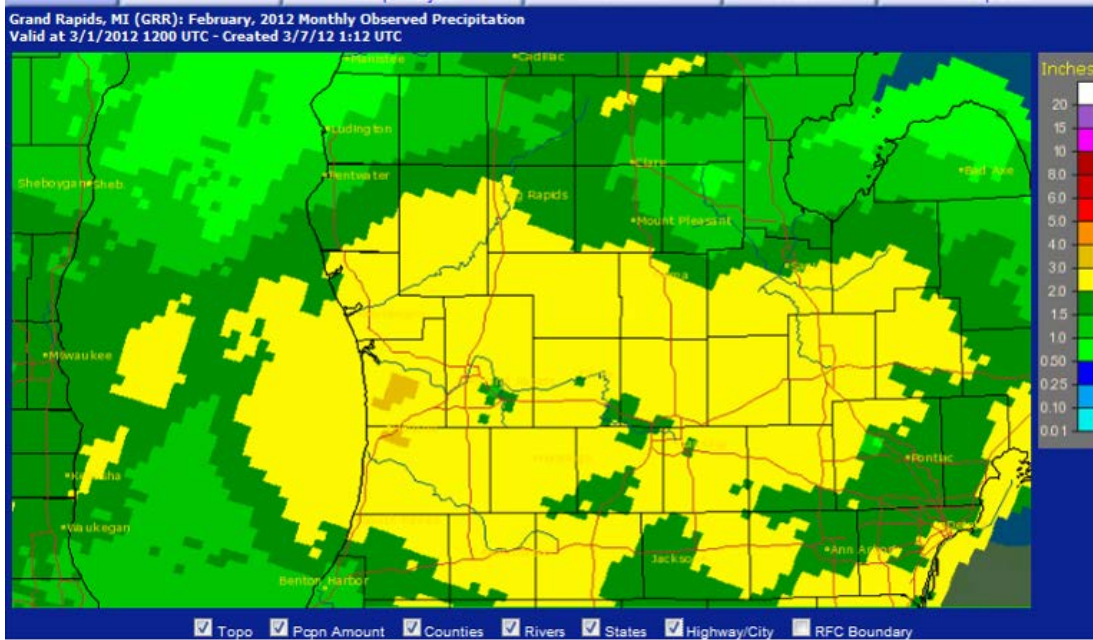 Grand Rapids, MI (GRR): February, 2012 Monthly Observed Precipitation
Valid at 3/1/2012 1200 UTC - Created 3/7/12 1:12 UTC
Manistee
Cadillac
Inches
20
15
10
8.0
6.0
5.0
4.0
3.0
2.0
1.5
1.0
0.50
0.25
0.10
0.01
Ludington
Clare
Bad Axe
Sheboygan Sheb
Pentwater
Rapids
Mount Pleasant
Milwaukee
Pontiac
Waukegan
Ann Arbor
Jackson
Benton Harbor
Topo Pcpn Amount Counties Rivers States Highway/City RFC Boundary